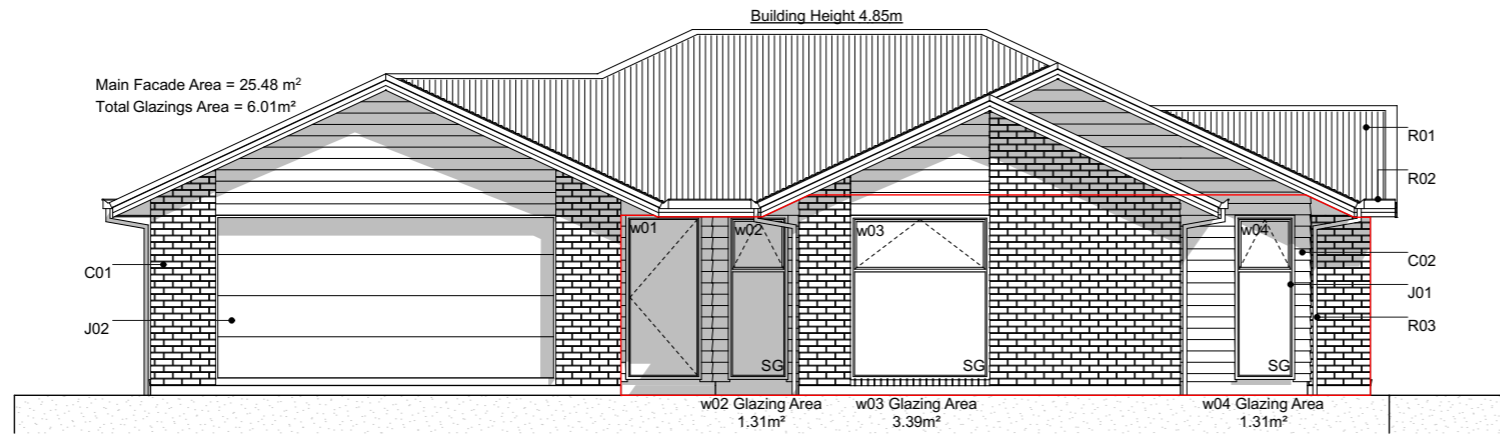 Building Height 4.85m
Main Facade Area = 25.48 m²
Total Glazings Area = 6.01m²
R01
R02
w01
w02
w03
w04
C01
C02
J01
J02
R03
SG
SG
SG
w02 Glazing Area
1.31m²
w03 Glazing Area
3.39m²
w04 Glazing Area
1.31m²